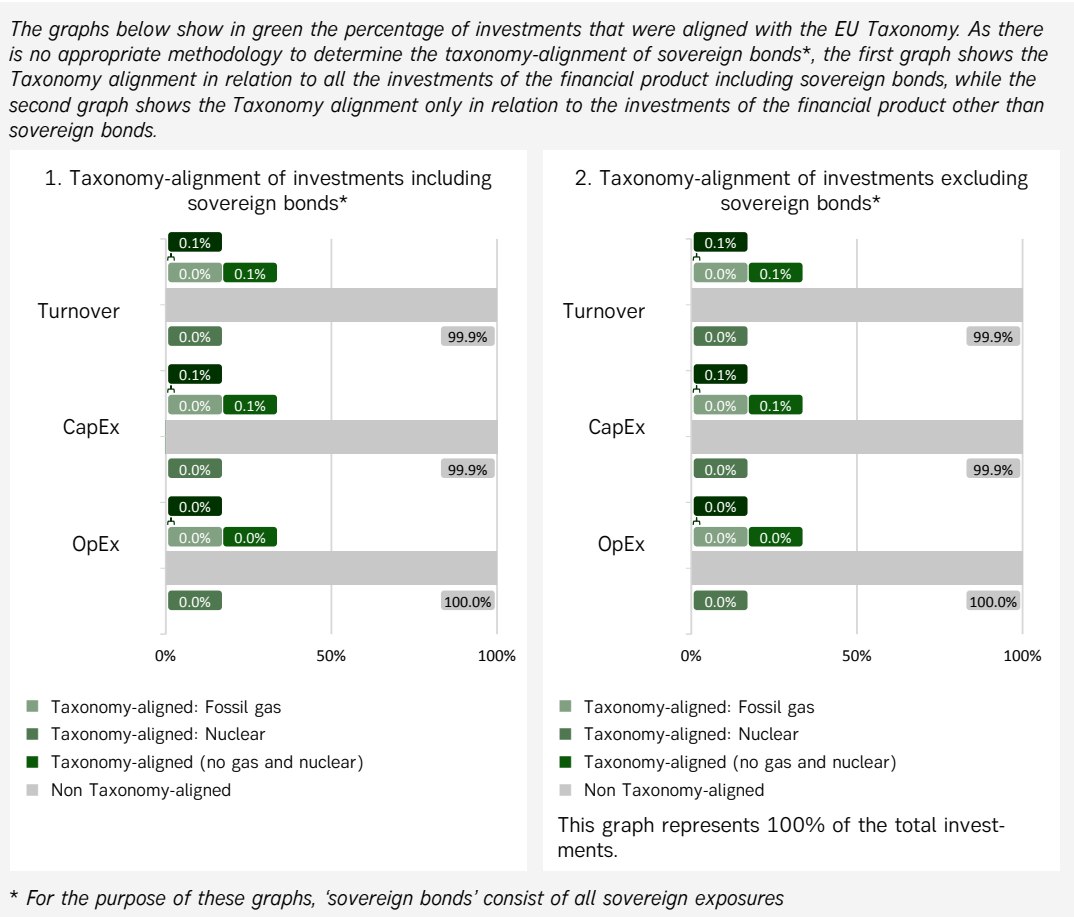 The graphs below show in green the percentage of investments that were aligned with the EU Taxonomy. As there
is no appropriate methodology to determine the taxonomy-alignment of sovereign bonds*, the first graph shows the
Taxonomy alignment in relation to all the investments of the financial product including sovereign bonds, while the
second graph shows the Taxonomy alignment only in relation to the investments of the financial product other than
sovereign bonds.
1. Taxonomy-alignment of investments including
sovereign bonds*
0.1%
0.0% 0.1%
Turnover
0.0% 99.9%
0.1%
0.0% 0.1%
CapEx
0.0% 99.9%
0.0%
0.0% 0.0%
OpEx
0.0% 100.0%
0% 50% 100%
Taxonomy-aligned: Fossil gas
Taxonomy-aligned: Nuclear
Taxonomy-aligned (no gas and nuclear)
Non Taxonomy-aligned
2. Taxonomy-alignment of investments excluding
sovereign bonds*
0.1%
0.0% 0.1%
Turnover
0.0% 99.9%
0.1%
0.0% 0.1%
CapEx
0.0% 99.9%
0.0%
0.0% 0.0%
OpEx
0.0% 100.0%
0% 50% 100%
Taxonomy-aligned: Fossil gas
Taxonomy-aligned: Nuclear
Taxonomy-aligned (no gas and nuclear)
Non Taxonomy-aligned
This graph represents 100% of the total invest-
ments.
* For the purpose of these graphs, ‘sovereign bonds’ consist of all sovereign exposures